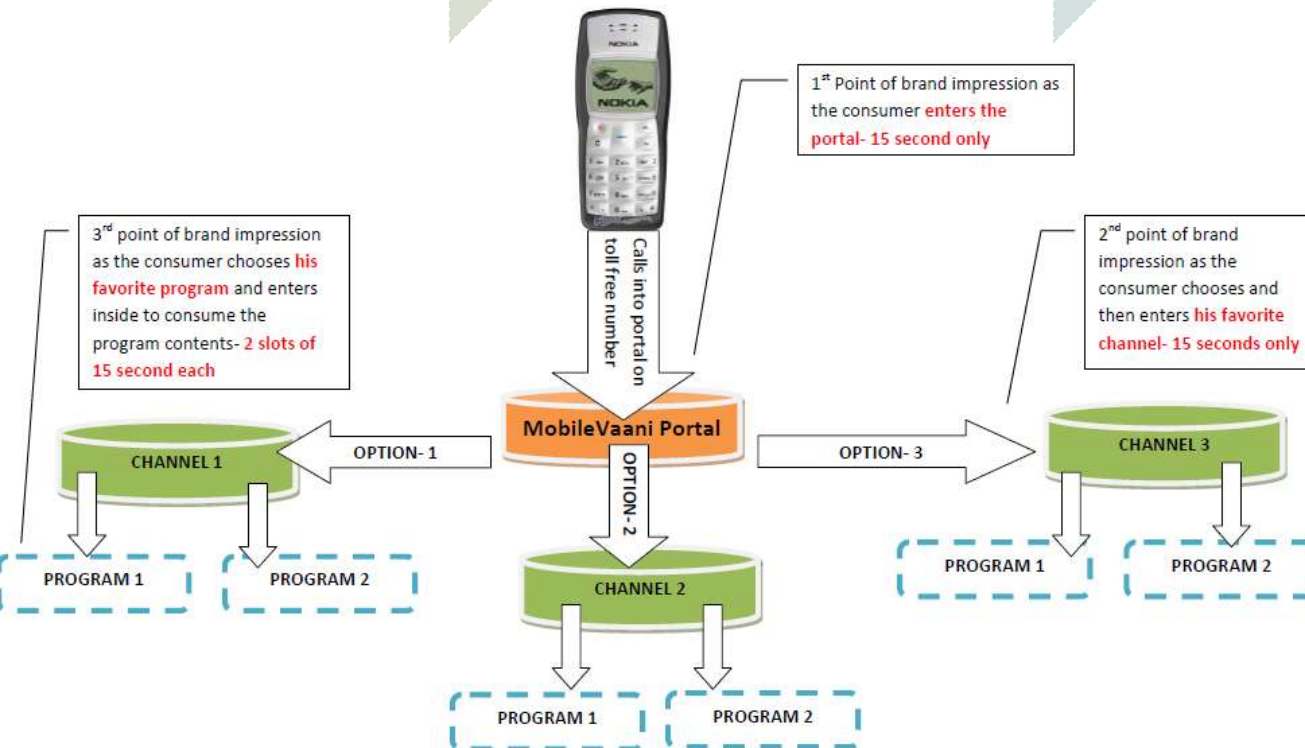 NOKIA
NOKIA
1st Point of brand impression as
the consumer enters the
portal- 15 second only
3rd point of brand impression
as the consumer chooses his
favorite program and enters
inside to consume the
program contents- 2 slots of
15 second each
2nd point of brand
impression as the
consumer chooses and
then enters his favorite
channel- 15 seconds only
Calls into portal on
toll free number
MobileVaani Portal
OPTION- 1
OPTION- 2
OPTION- 3
CHANNEL 1
CHANNEL 3
PROGRAM 1
PROGRAM 2
PROGRAM 1
PROGRAM 2
CHANNEL 2
PROGRAM 1
PROGRAM 2